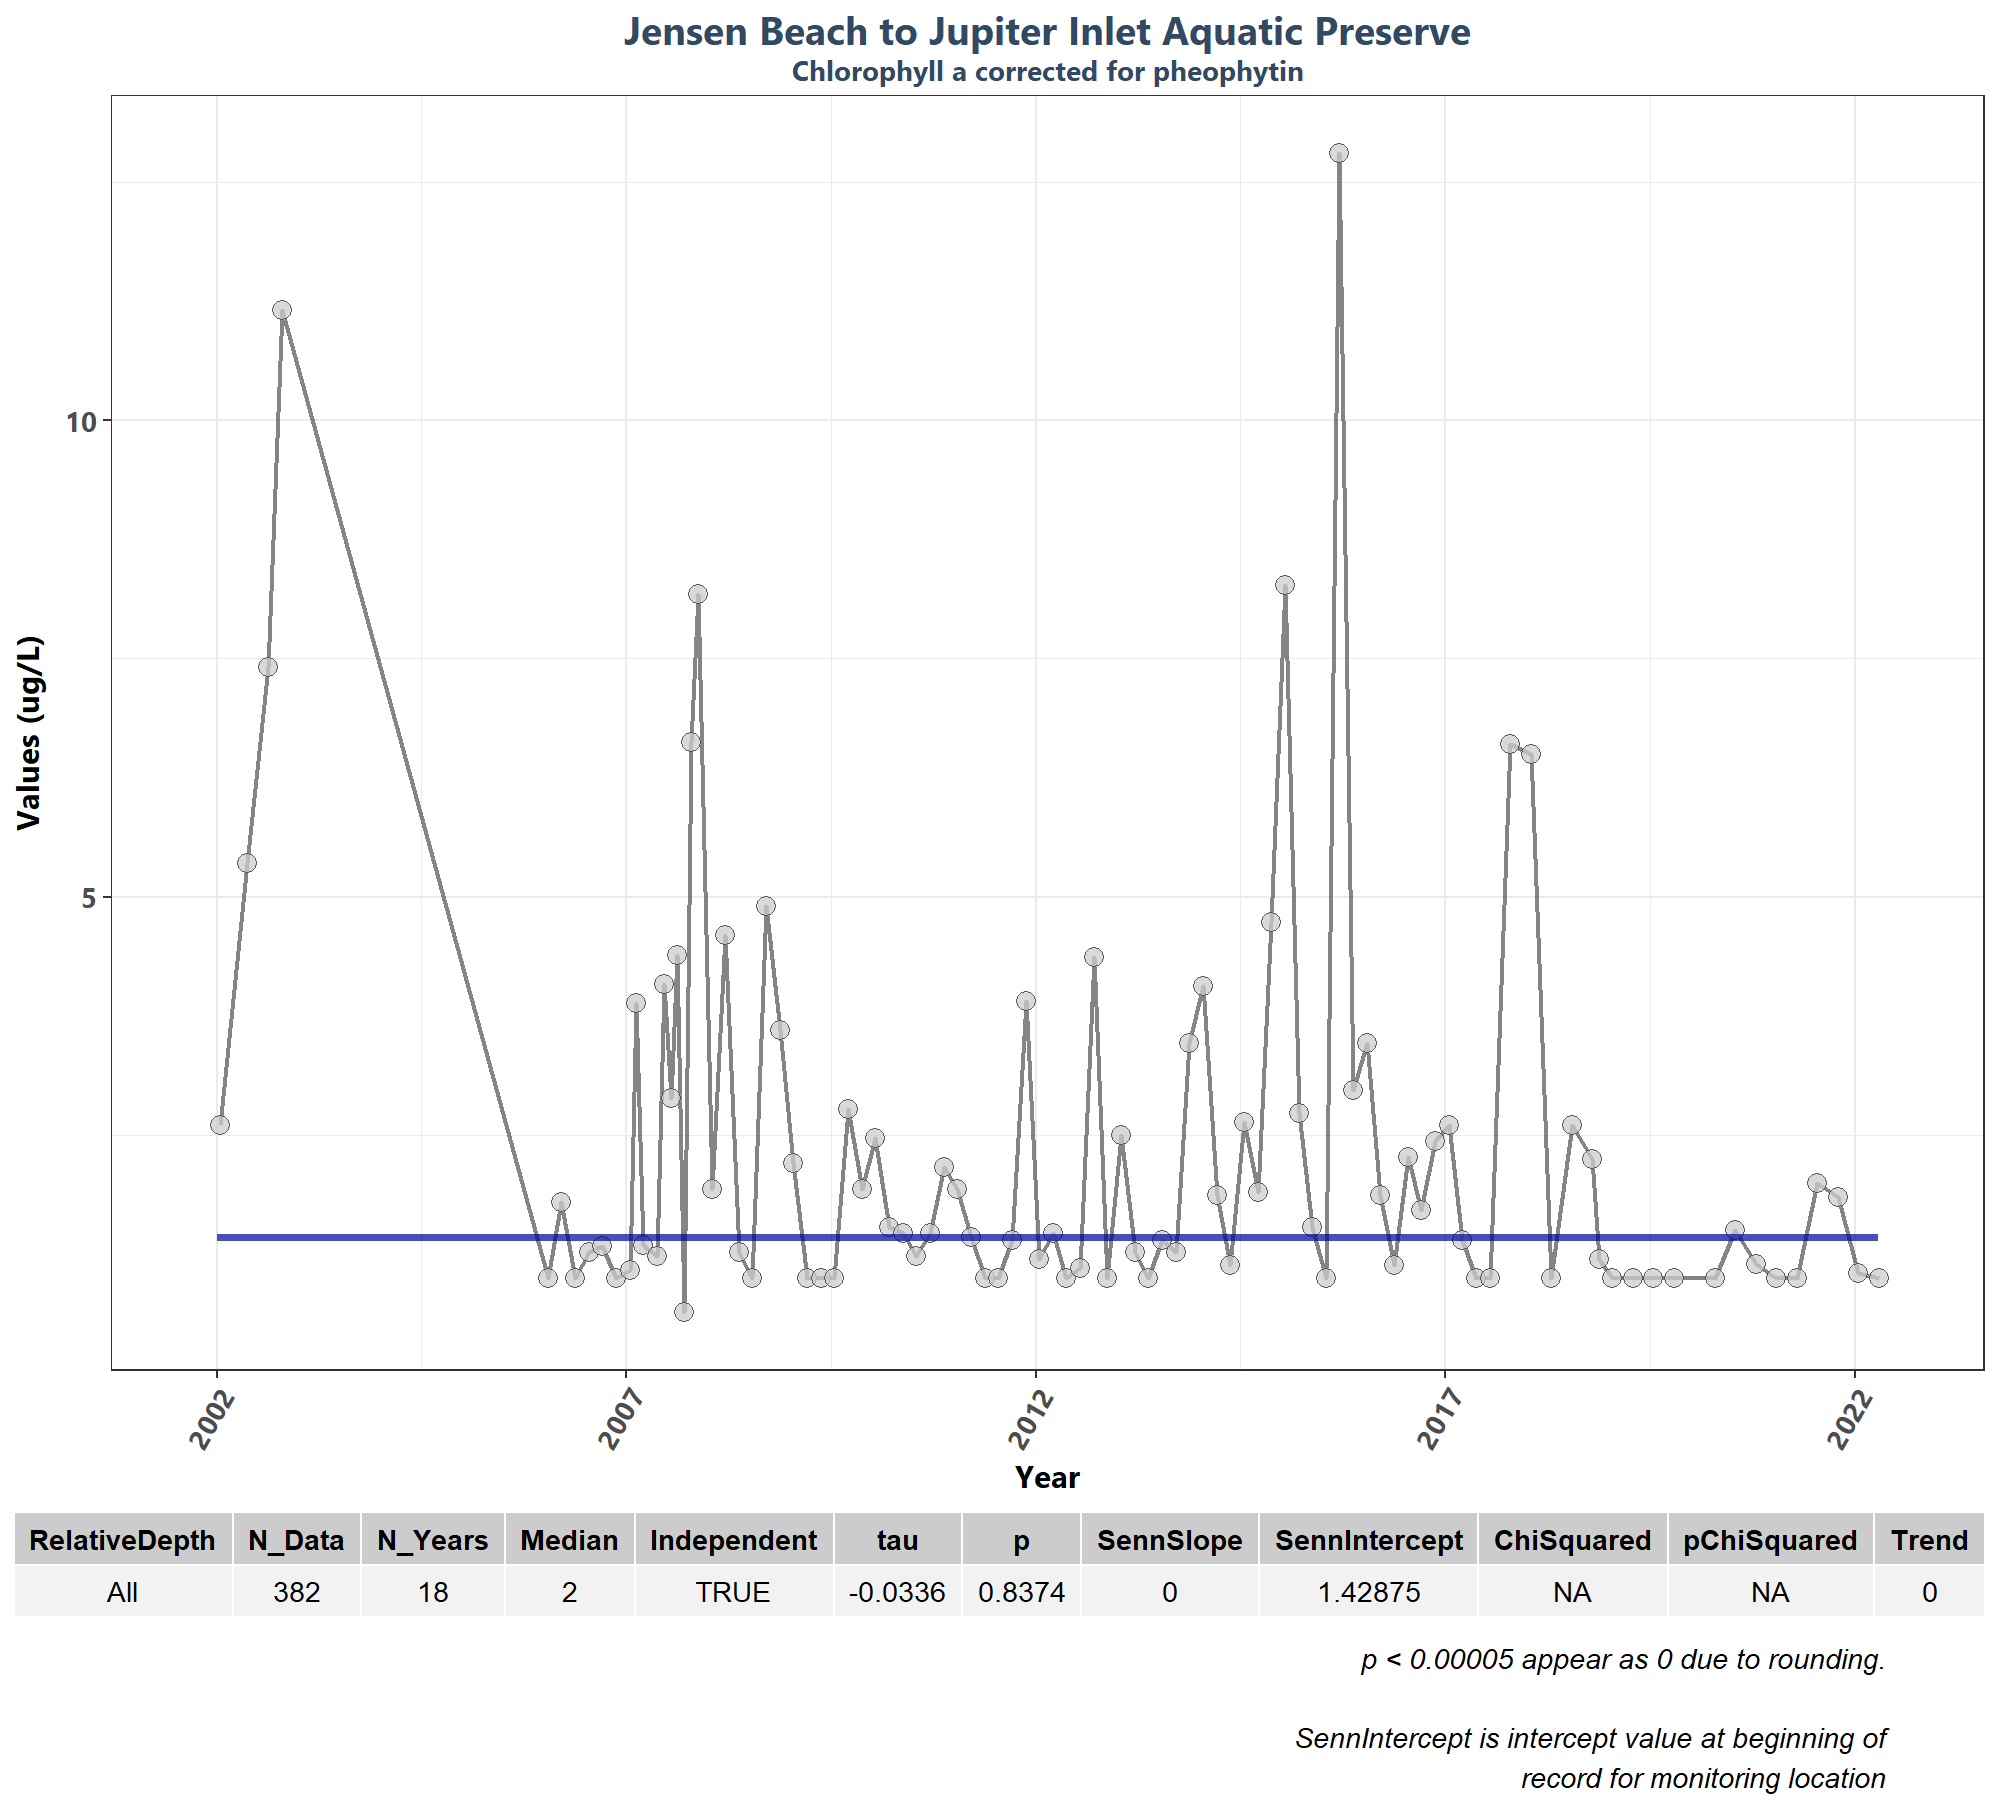 Jensen Beach to Jupiter Inlet Aquatic Preserve
Chlorophyll a corrected for pheophytin
Values (ug/L)
10
5
2002 2007 2012 2017 2022
Year
RelativeDepth N_Data N_Years Median Independent tau p SennSlope SennIntercept ChiSquared pChiSquared Trend
All 382 18 2 TRUE -0.0336 0.8374 0 1.42875 NA NA 0
p < 0.00005 appear as 0 due to rounding.
SennIntercept is intercept value at beginning of
record for monitoring location